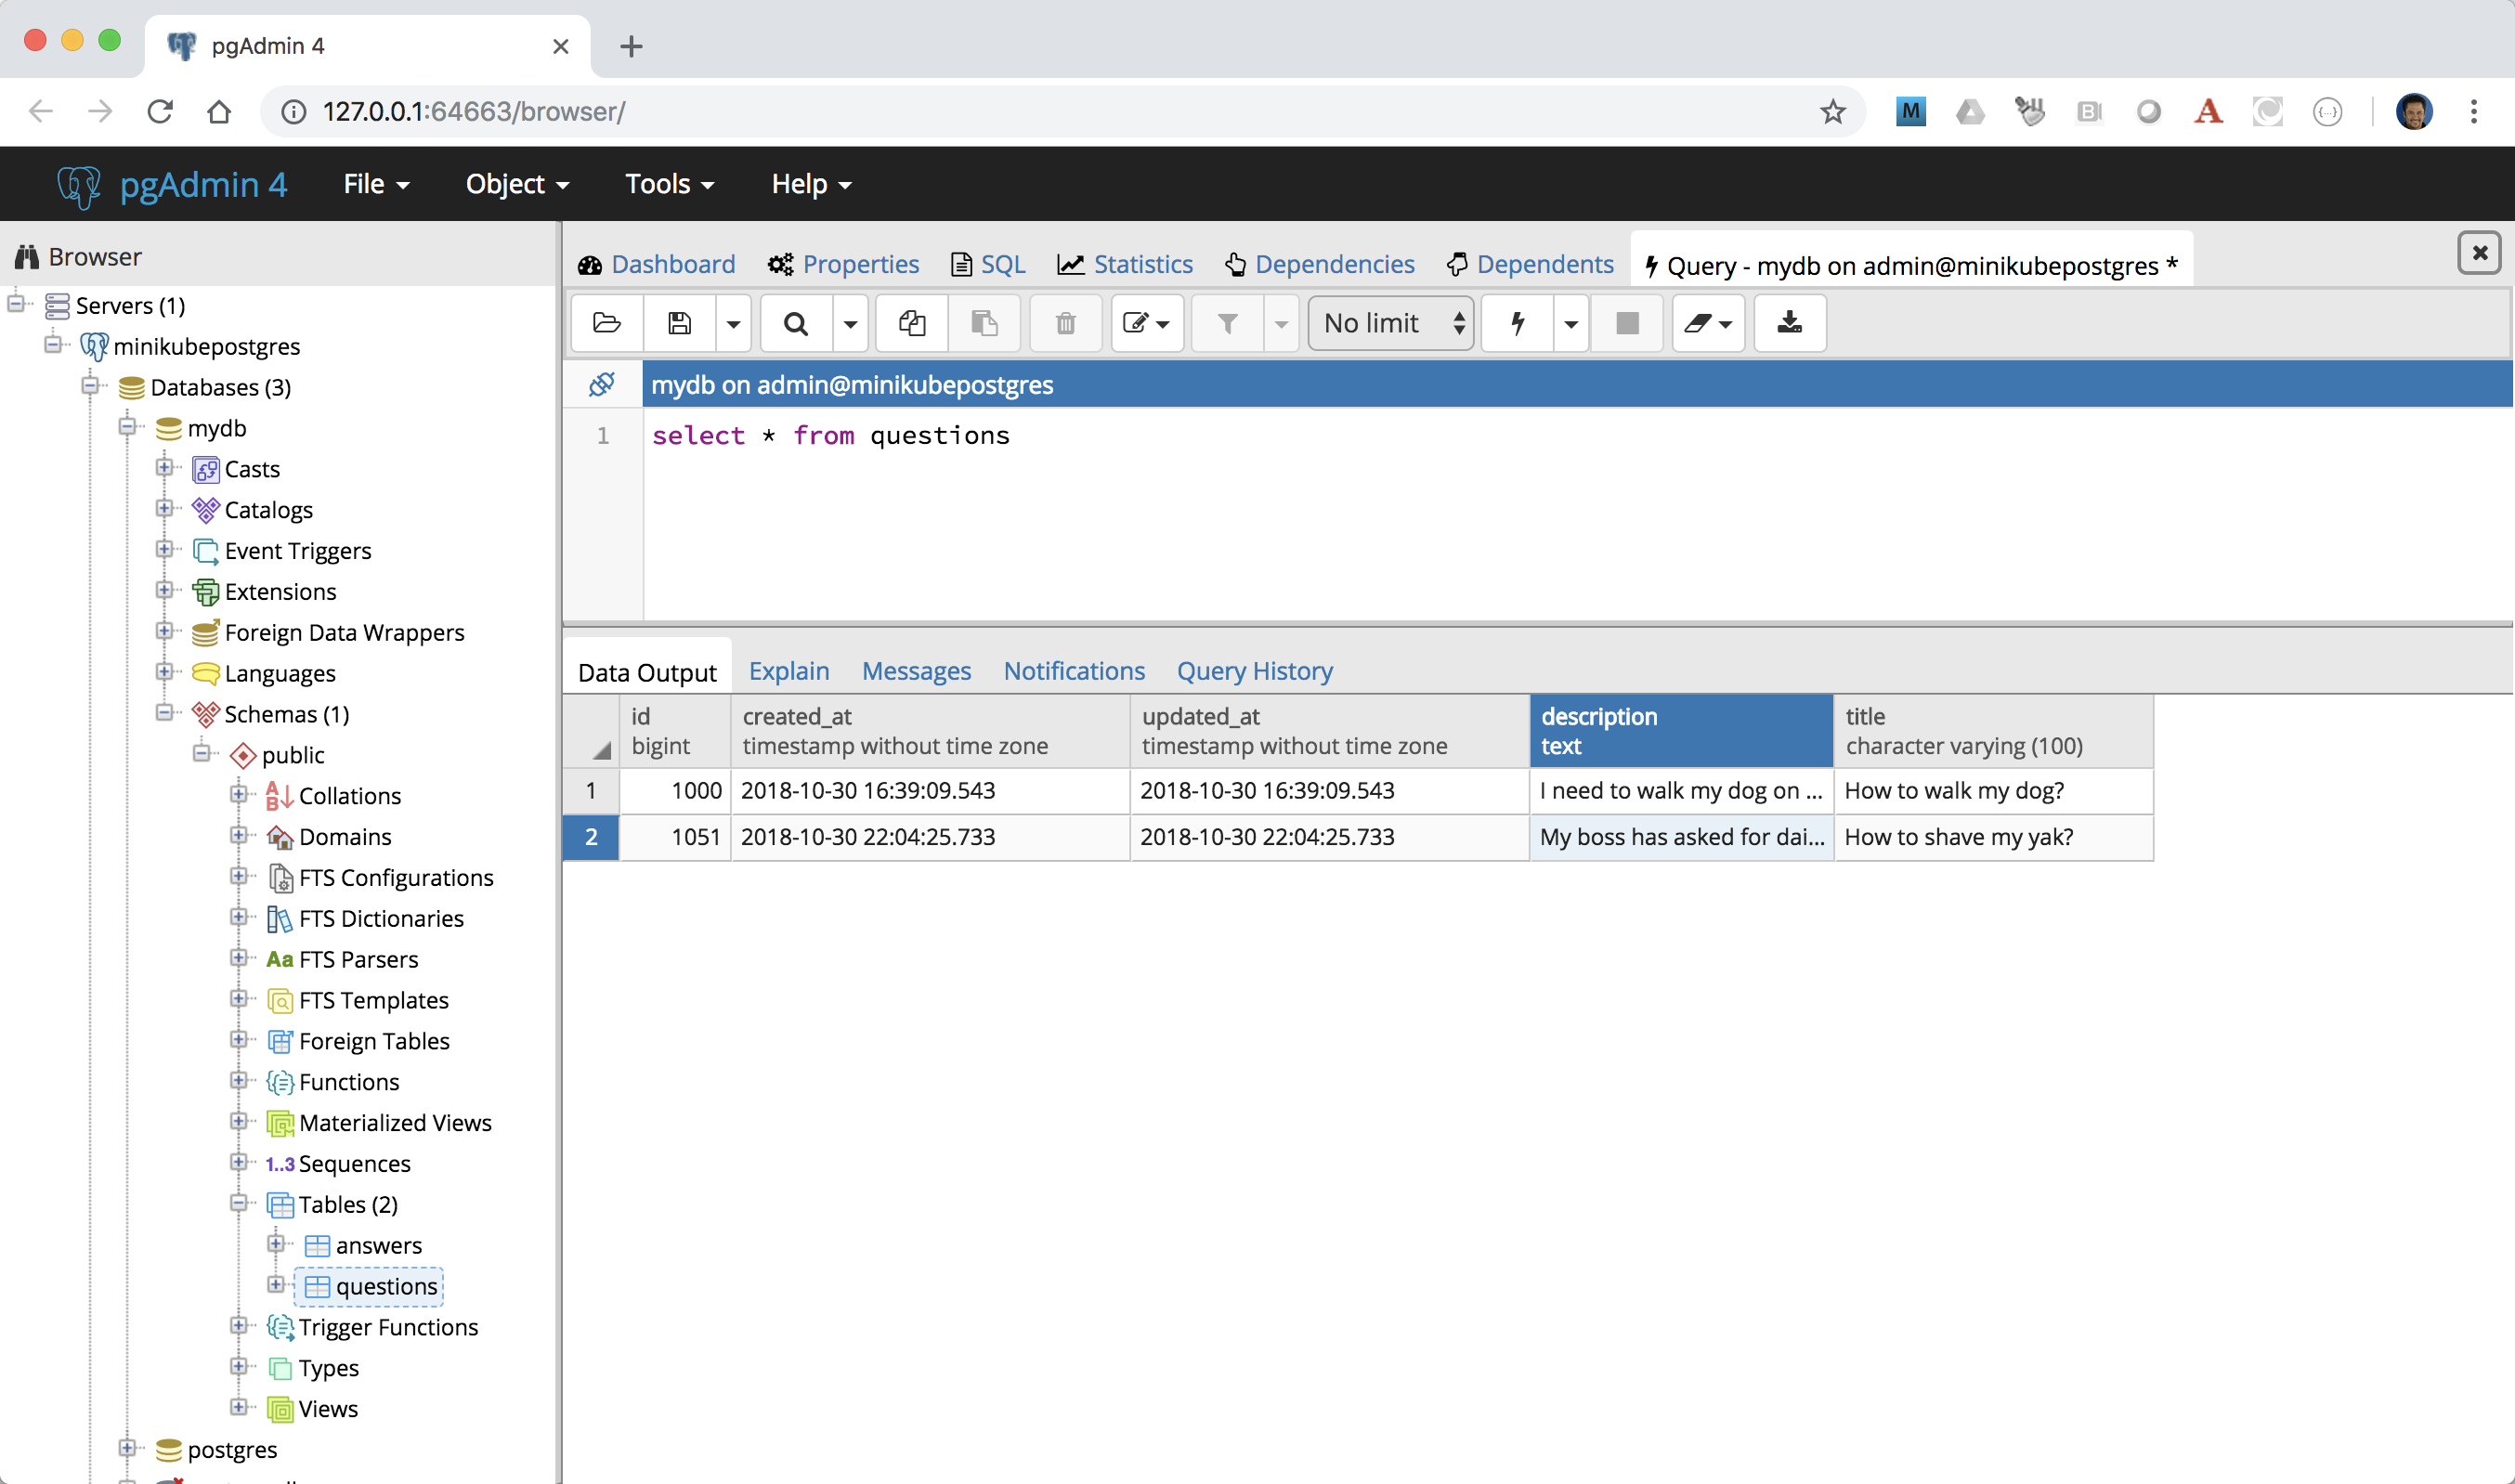 pgAdmin 4
127.0.0.1:64663/browser/
M
A
pgAdmin 4 File Object Tools Help
Browser
Dashboard Properties SQL Statistics Dependencies Dependents Query - mydb on admin@minikubepostgres *
No limit
mydb on admin@minikubepostgres
1 select * from questions
Servers (1)
minikubepostgres
Databases (3)
mydb
Casts
Catalogs
Event Triggers
Extensions
Foreign Data Wrappers
Languages
Schemas (1)
public
Collations
Domains
FTS Configurations
FTS Dictionaries
Aa FTS Parsers
FTS Templates
Foreign Tables
Functions
Materialized Views
1..3 Sequences
Tables (2)
answers
questions
Trigger Functions
Types
Views
postgres
Data Output Explain Messages Notifications Query History
id created_at updated_at description title
bigint timestamp without time zone timestamp without time zone text character varying (100)
1 1000 2018-10-30 16:39:09.543 2018-10-30 16:39:09.543 I need to walk my dog on ... How to walk my dog?
2 1051 2018-10-30 22:04:25.733 2018-10-30 22:04:25.733 My boss has asked for dai... How to shave my yak?